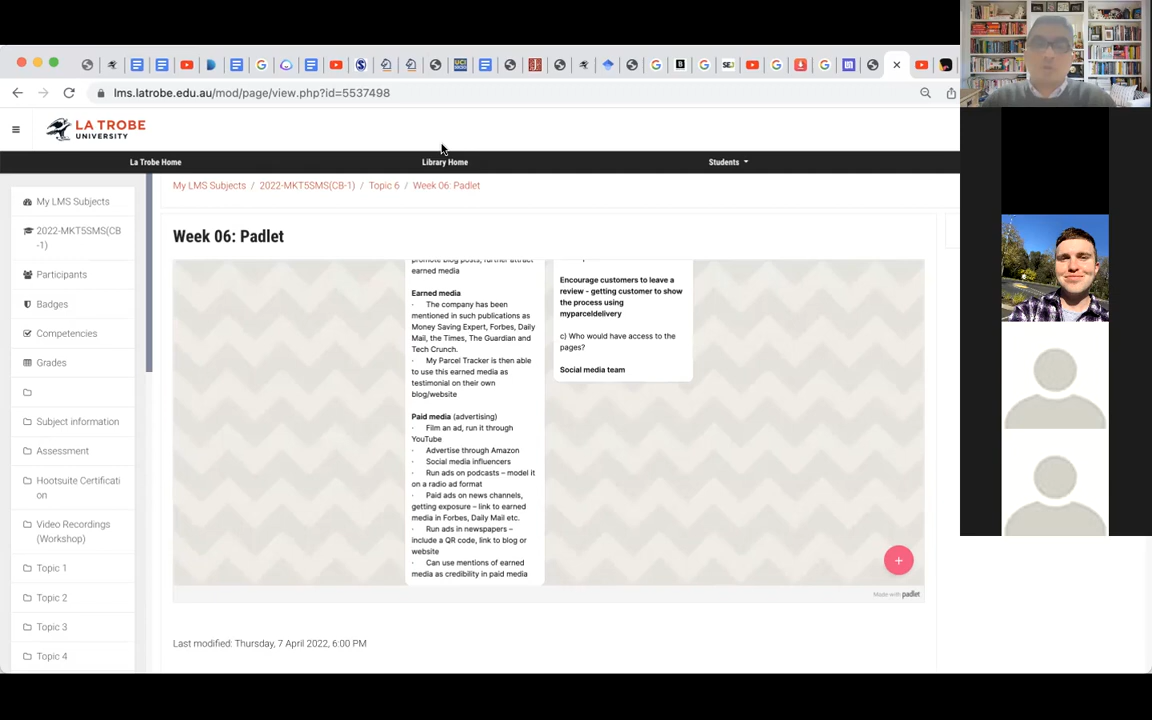 lms.latrobe.edu.au/mod/page/view.php?id=5537498
LA TROBE
UNIVERSITY
La Trobe Home
Library Home
Students
My LMS Subjects / 2022-MKT5SMS(CB-1) / Topic 6 / Week 06: Padlet
My LMS Subjects
2022-MKT5SMS(CB
-1)
Participants
Badges
Competencies
Grades
Subject information
Assessment
Hootsuite Certificati
on
Video Recordings
(Workshop)
Topic 1
Topic 2
Topic 3
Topic 4
Week 06: Padlet
promote blog posts, further attract
earned media
Earned media
· The company has been
mentioned in such publications as
Money Saving Expert, Forbes, Daily
Mail, the Times, The Guardian and
Tech Crunch.
· My Parcel Tracker is then able
to use this earned media as
testimonial on their own
blog/website
Paid media (advertising)
· Film an ad, run it through
YouTube
· Advertise through Amazon
· Social media influencers
· Run ads on podcasts – model it
on a radio ad format
· Paid ads on news channels,
getting exposure – link to earned
media in Forbes, Daily Mail etc.
· Run ads in newspapers –
include a QR code, link to blog or
website
· Can use mentions of earned
media as credibility in paid media
Encourage customers to leave a
review - getting customer to show
the process using
myparceldelivery
c) Who would have access to the
pages?
Social media team
Made with padlet
Last modified: Thursday, 7 April 2022, 6:00 PM